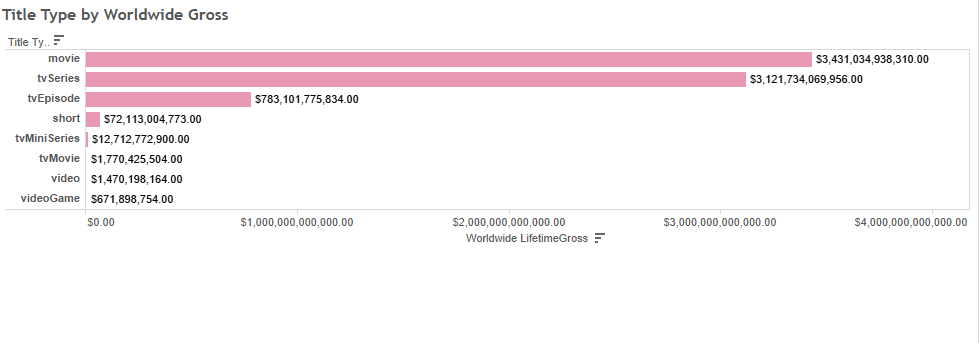 Title Type by Worldwide Gross
Title Ty..
movie $3,431,034,938,310.00
tvSeries $3,121,734,069,956.00
tvEpisode $783,101,775,834.00
short $72,113,004,773.00
tvMiniSeries $12,712,772,900.00
tvMovie $1,770,425,504.00
video $1,470,198,164.00
videoGame $671,898,754.00
$0.00 $1,000,000,000,000.00 $2,000,000,000,000.00 $3,000,000,000,000.00 $4,000,000,000,000.00
Worldwide LifetimeGross